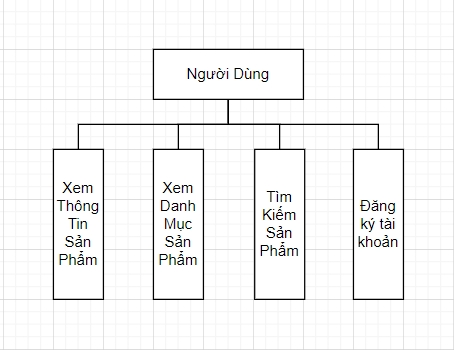 Người Dùng
Xem
Thông
Tin
Sản
Phẩm
Xem
Danh
Mục
Sản
Phẩm
Tìm
Kiếm
Sản
Phẩm
Đăng
ký tài
khoản